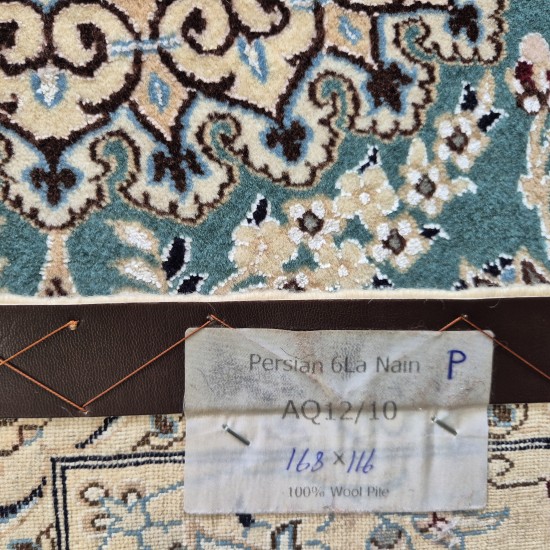 Persian 6La Nain P
AQ12/10
168 x 116
100% Wool Pile